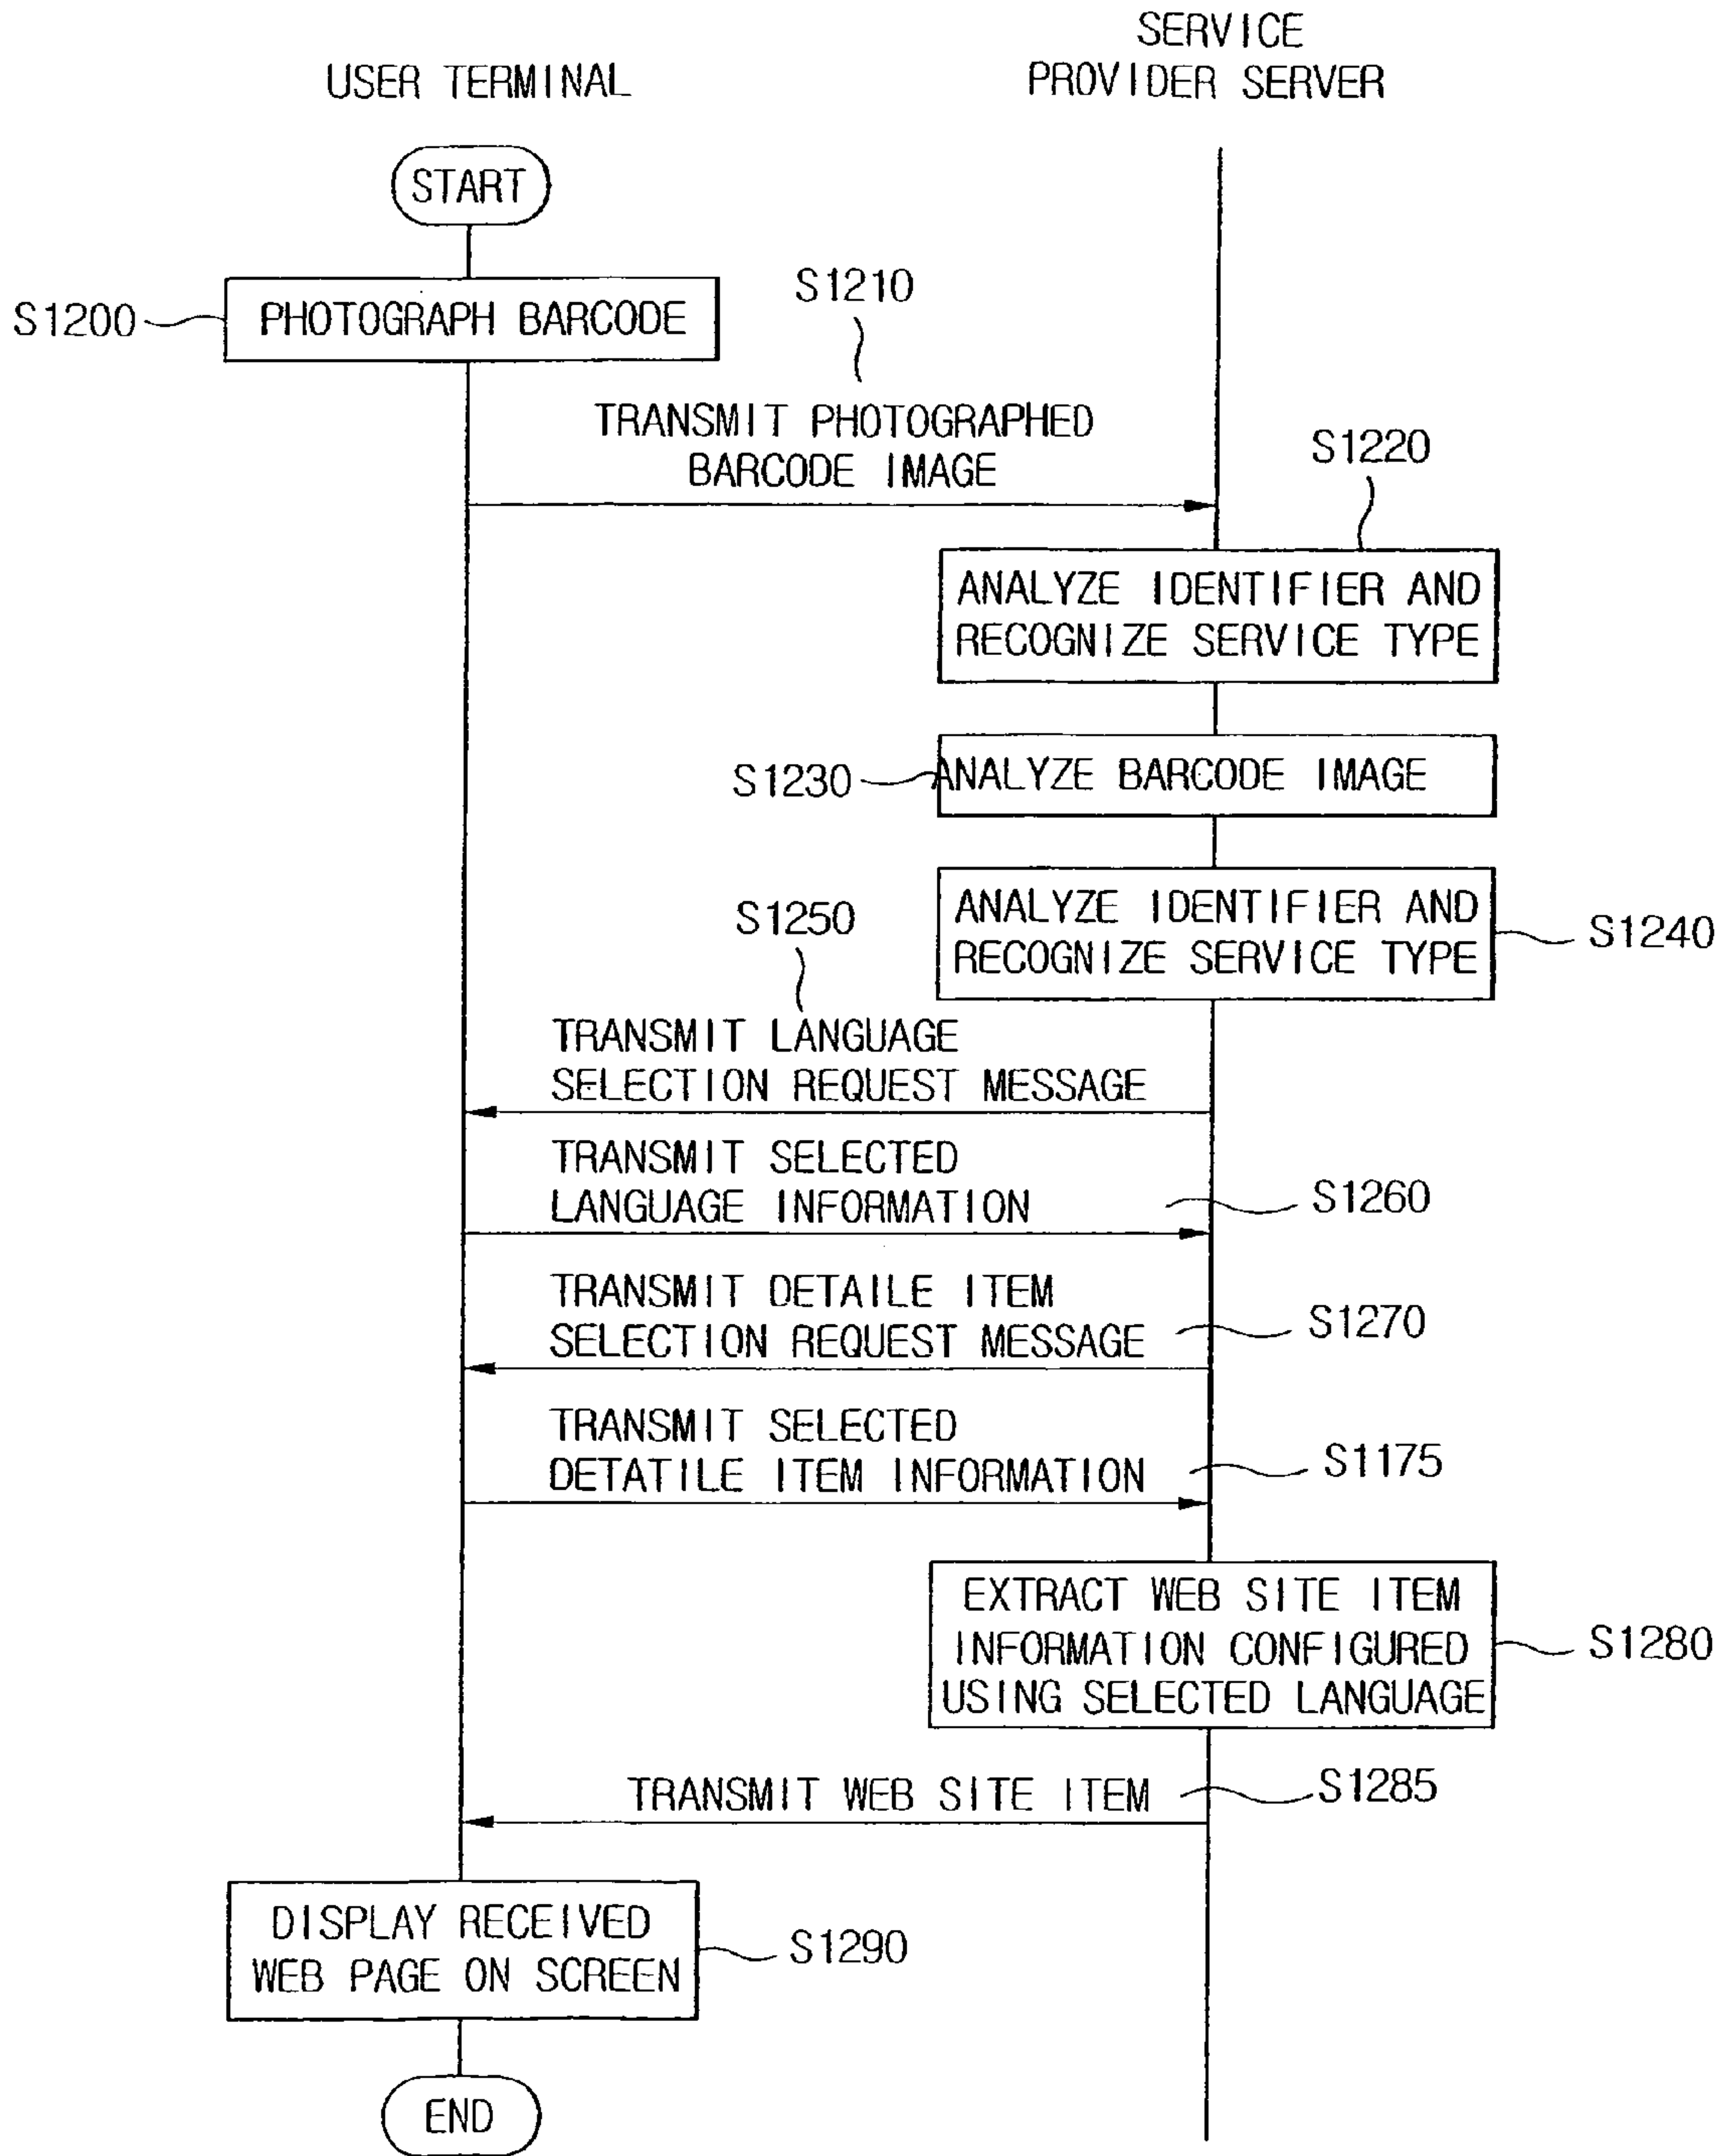 SERVICE
USER TERMINAL
PROVIDER SERVER
START
S1200
PHOTOGRAPH BARCODE
S1210
TRANSMIT PHOTOGRAPHED
BARCODE IMAGE
S1220
ANALYZE IDENTIFIER AND
RECOGNIZE SERVICE TYPE
S1230
ANALYZE BARCODE IMAGE
ANALYZE IDENTIFIER AND
RECOGNIZE SERVICE TYPE
S1240
S1250
TRANSMIT LANGUAGE
SELECTION REQUEST MESSAGE
TRANSMIT SELECTED
LANGUAGE INFORMATION
S1260
TRANSMIT DETAILE ITEM
SELECTION REQUEST MESSAGE
S1270
TRANSMIT SELECTED
DETATILE ITEM INFORMATION
S1175
EXTRACT WEB SITE ITEM
INFORMATION CONFIGURED
USING SELECTED LANGUAGE
S1280
TRANSMIT WEB SITE ITEM
S1285
DISPLAY RECEIVED
WEB PAGE ON SCREEN
S1290
END